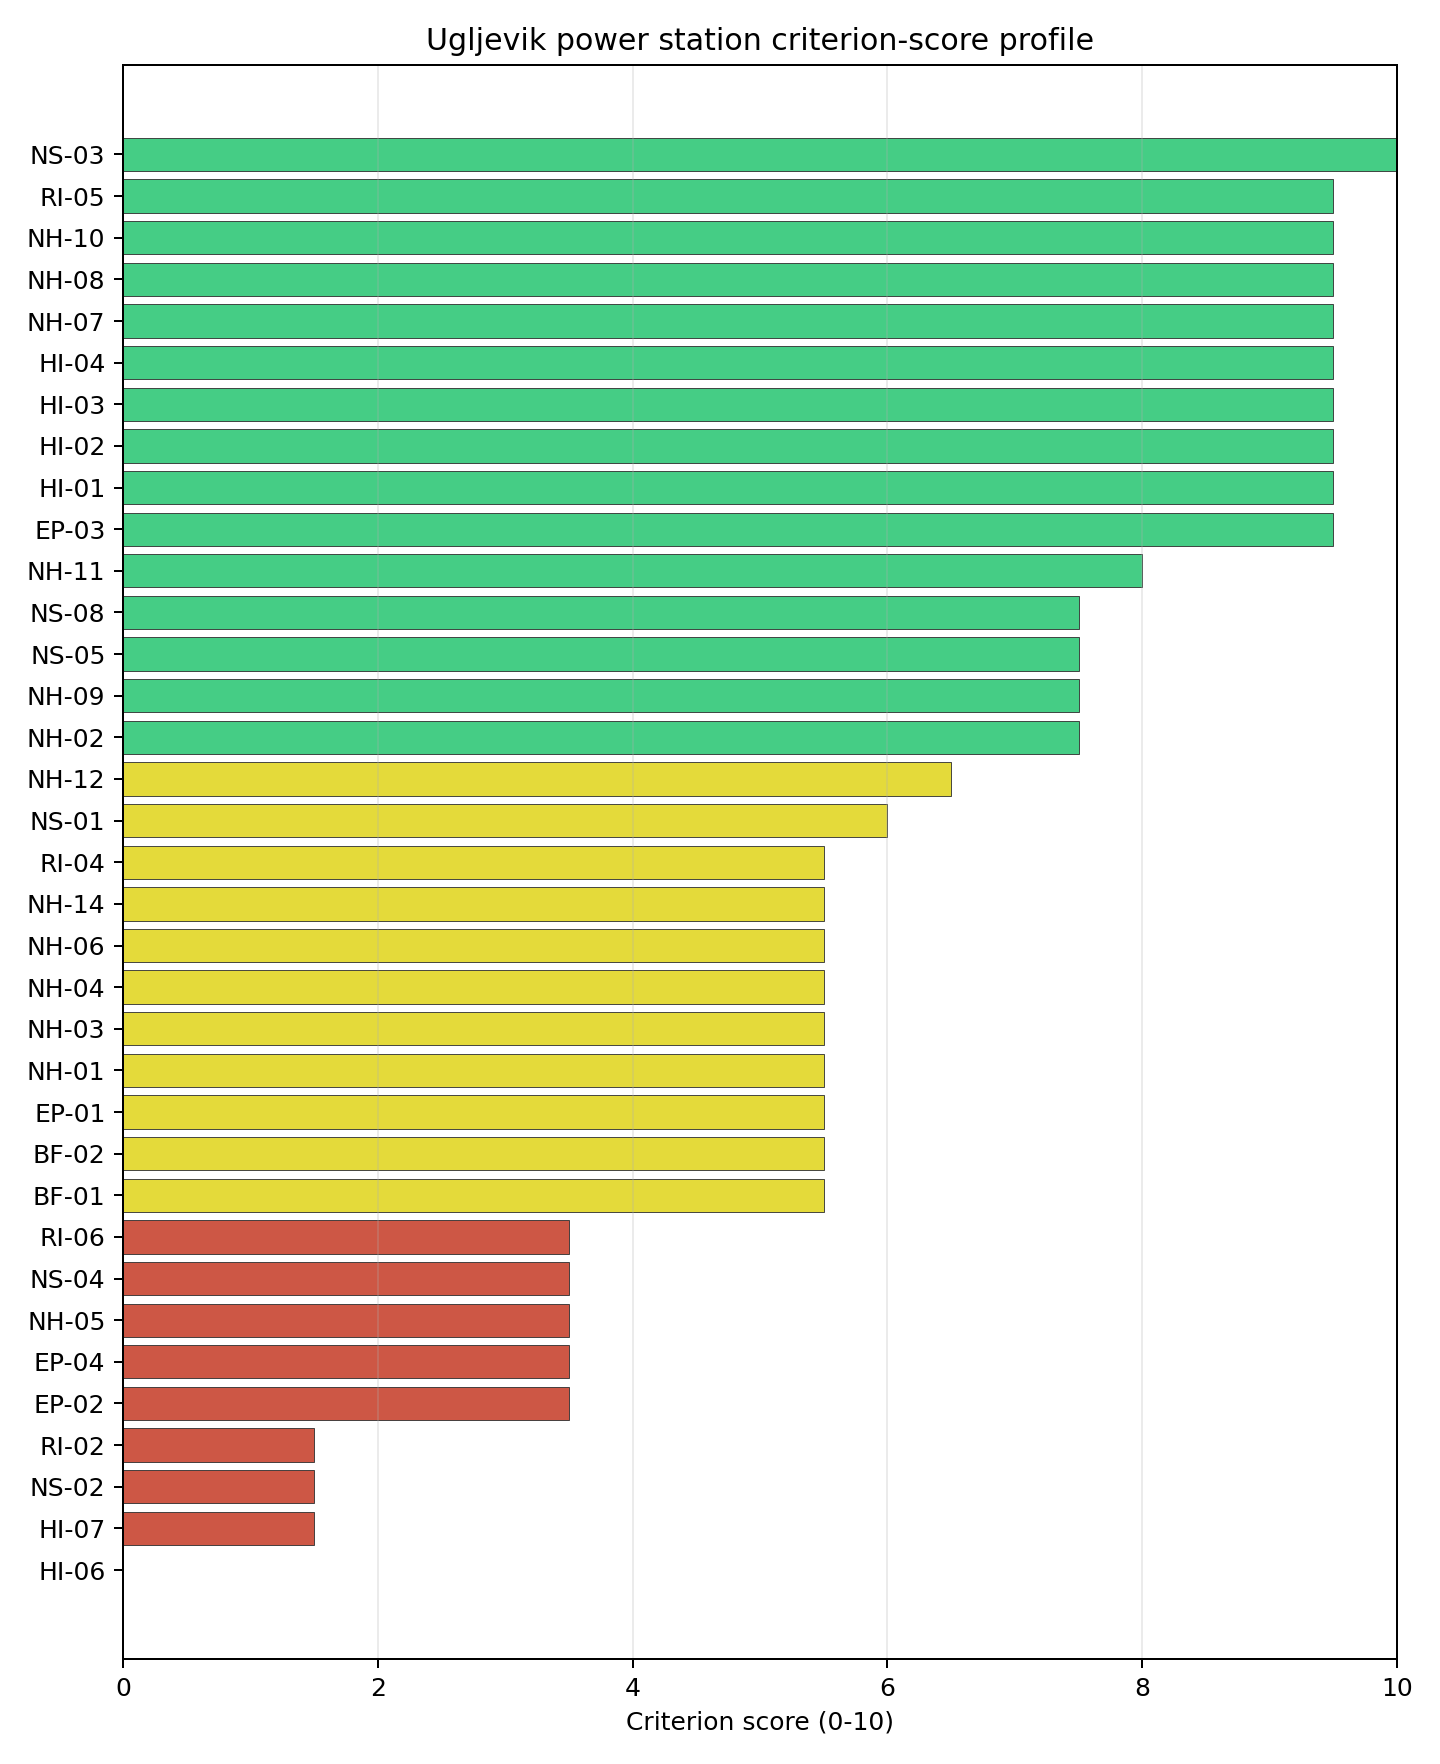 Ugljevik power station criterion-score profile
NS-03
RI-05
NH-10
NH-08
NH-07
HI-04
HI-03
HI-02
HI-01
EP-03
NH-11
NS-08
NS-05
NH-09
NH-02
NH-12
NS-01
RI-04
NH-14
NH-06
NH-04
NH-03
NH-01
EP-01
BF-02
BF-01
RI-06
NS-04
NH-05
EP-04
EP-02
RI-02
NS-02
HI-07
HI-06
0 2 4 6 8 10
Criterion score (0-10)